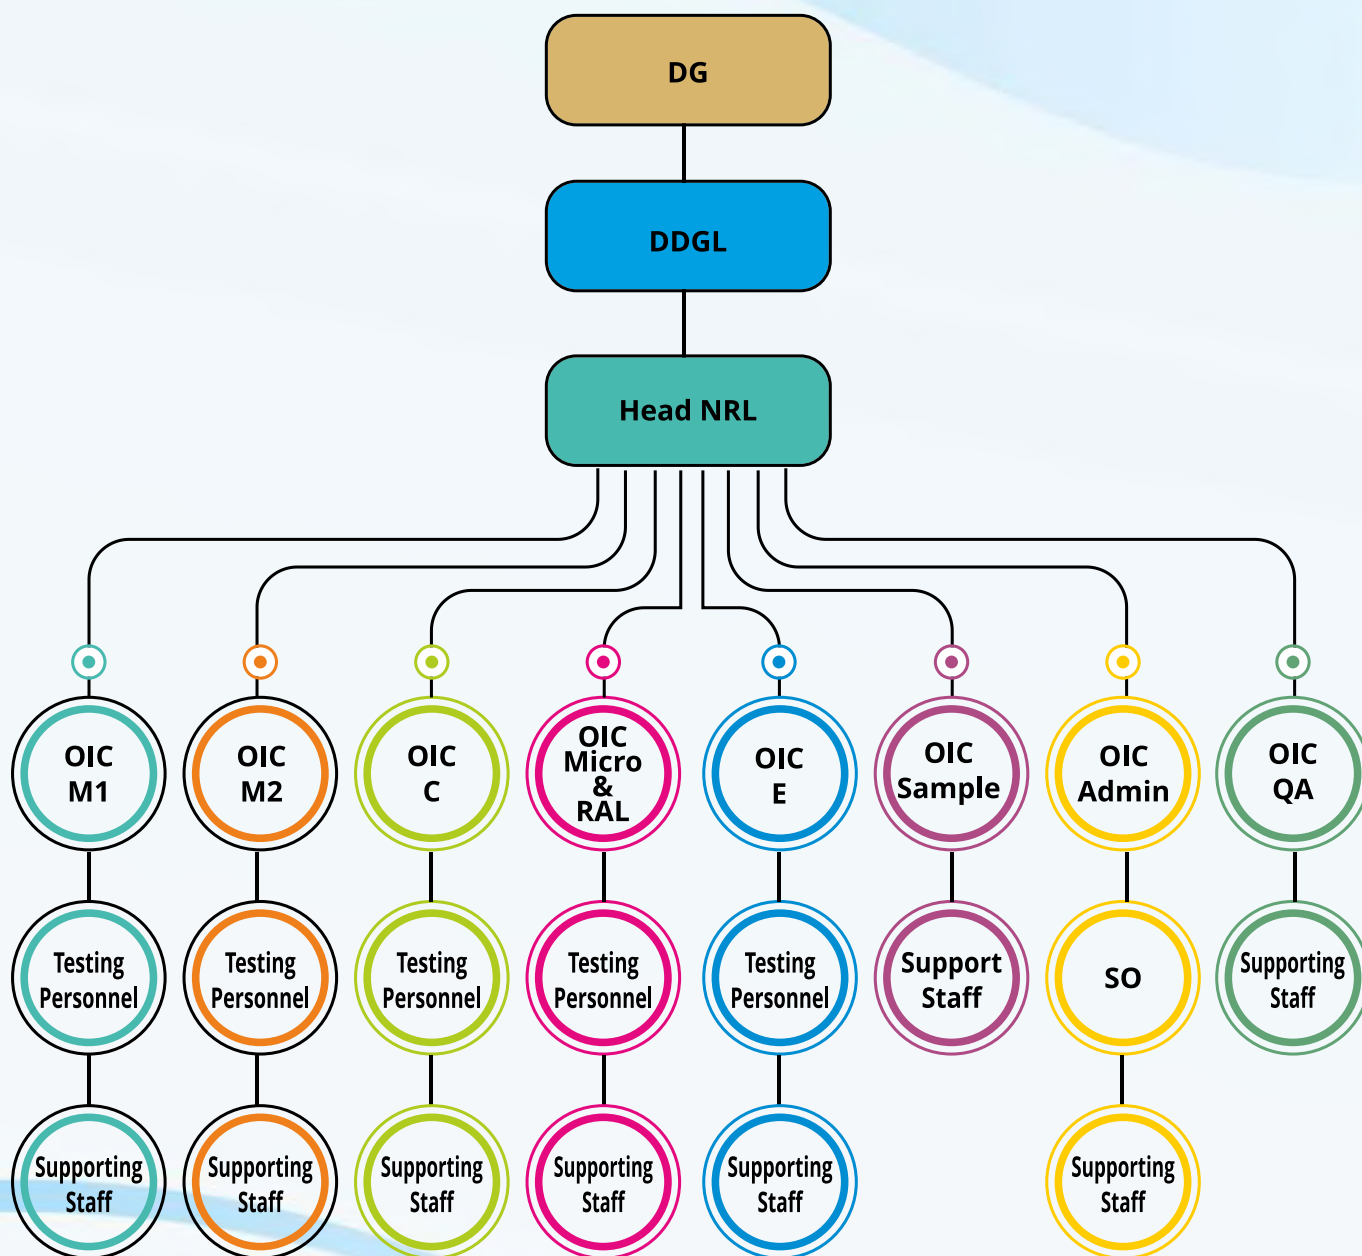 DG
DDGL
Head NRL
OIC
M1
OIC
M2
OIC
C
OIC
Micro
&
RAL
OIC
E
OIC
Sample
OIC
Admin
OIC
QA
Testing
Personnel
Testing
Personnel
Testing
Personnel
Testing
Personnel
Testing
Personnel
Support
Staff
SO
Supporting
Staff
Supporting
Staff
Supporting
Staff
Supporting
Staff
Supporting
Staff
Supporting
Staff
Supporting
Staff